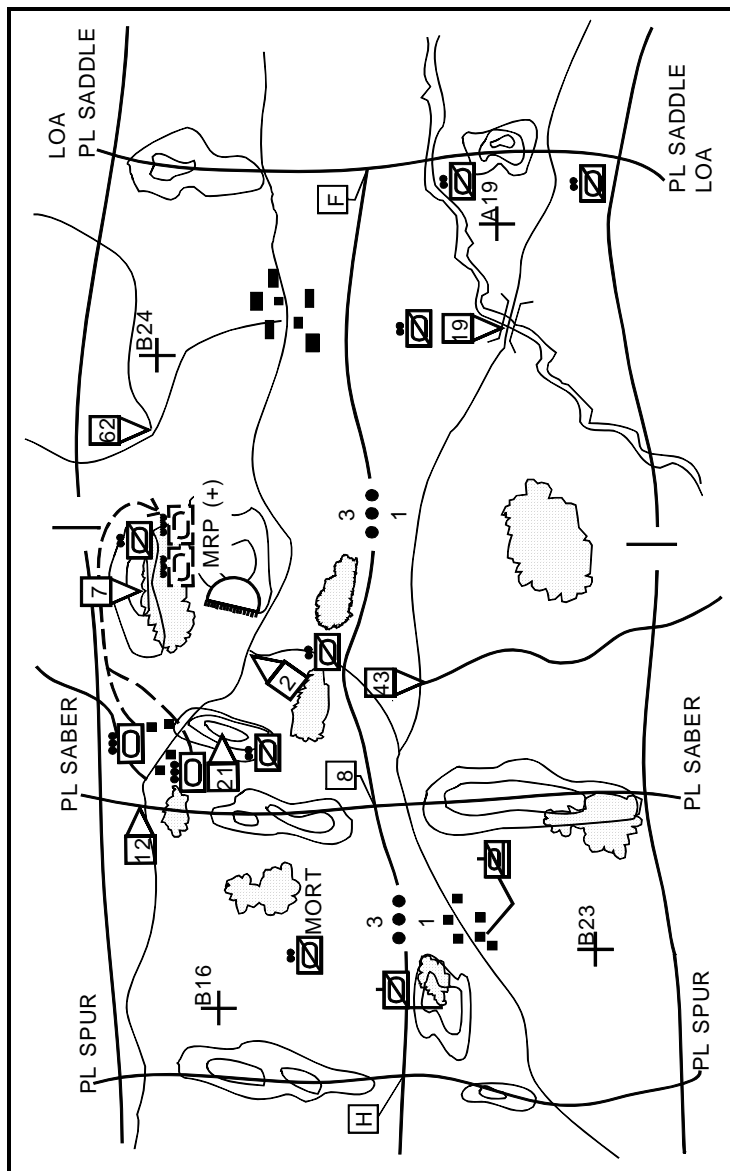 LOA
PL SPUR
PL SABER
PL SADDLE
7
62
12
B24
B16
MRP (+)
21
2
MORT
F
8
H
3
3
43
1
1
19
A19
B23
PL SPUR
PL SABER
PL SADDLE
LOA